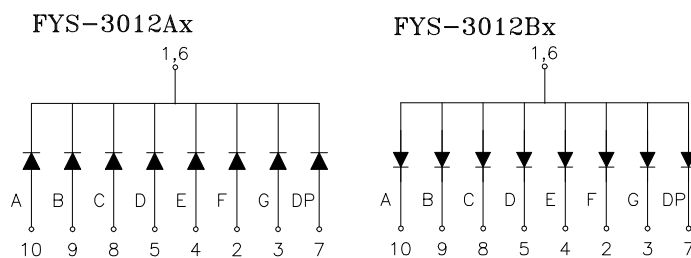 FYS-3012Ax
1,6
A B C D E F G DP
10 9 8 5 4 2 3 7
FYS-3012Bx
1,6
A B C D E F G DP
10 9 8 5 4 2 3 7